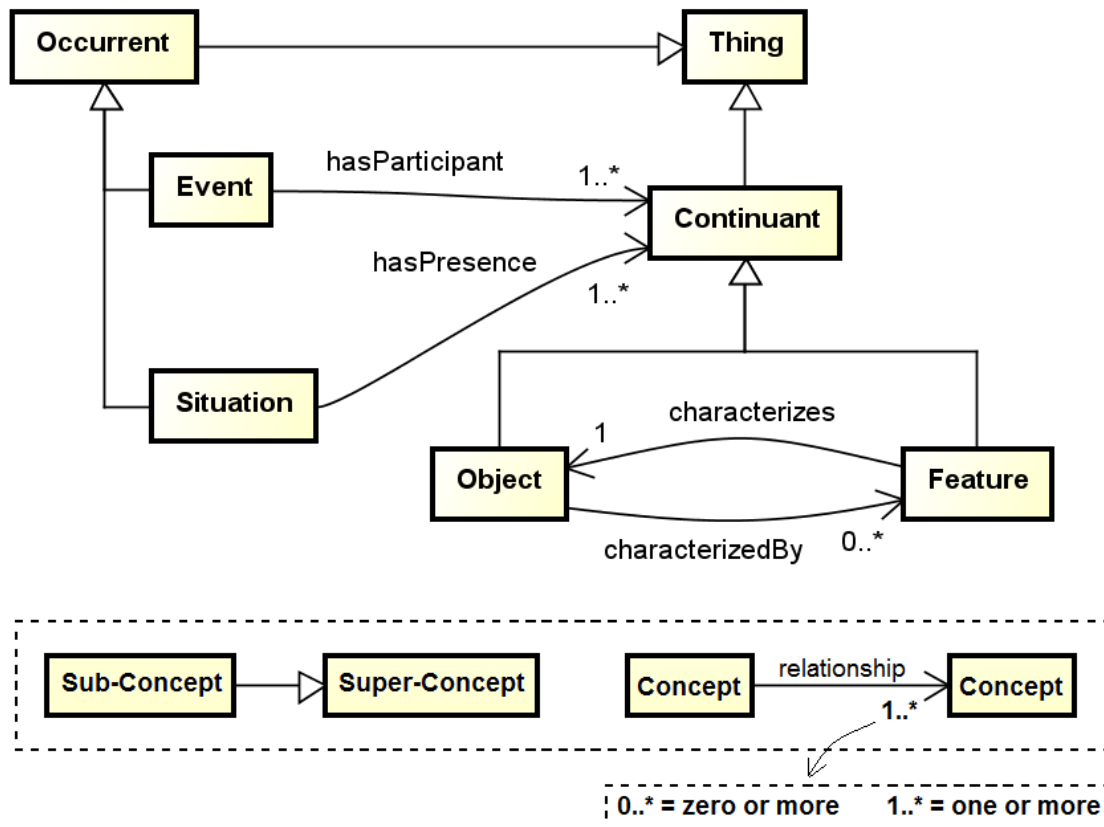 Occurrent
Thing
Event
hasParticipant
1..*
Continuant
hasPresence
1..*
Situation
characterizes
1
Object
Feature
characterizedBy
0..*
Sub-Concept
Super-Concept
Concept
relationship
1..*
Concept
0..* = zero or more 1..* = one or more